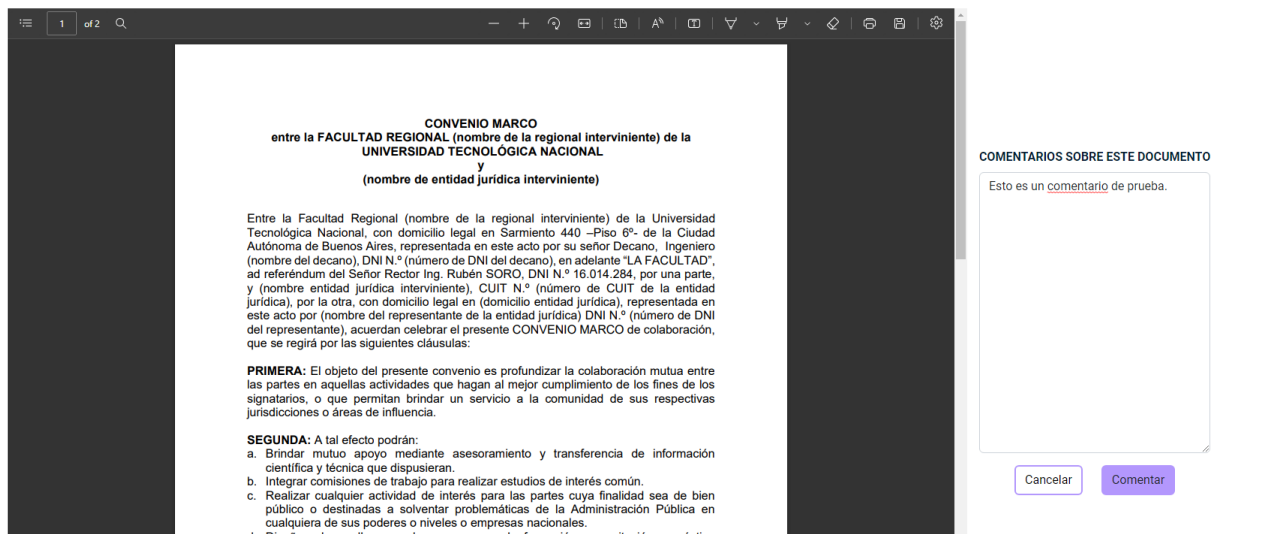 1 of 2
CONVENIO MARCO
entre la FACULTAD REGIONAL (nombre de la regional interviniente) de la
UNIVERSIDAD TECNOLÓGICA NACIONAL
y
(nombre de entidad jurídica interviniente)
Entre la Facultad Regional (nombre de la regional interviniente) de la Universidad
Tecnológica Nacional, con domicilio legal en Sarmiento 440 –Piso 6º- de la Ciudad
Autónoma de Buenos Aires, representada en este acto por su señor Decano, Ingeniero
(nombre del decano), DNI N.º (número de DNI del decano), en adelante “LA FACULTAD”,
ad referéndum del Señor Rector Ing. Rubén SORO, DNI N.º 16.014.284, por una parte,
y (nombre entidad jurídica interviniente), CUIT N.º (número de CUIT de la entidad
jurídica), por la otra, con domicilio legal en (domicilio entidad jurídica), representada en
este acto por (nombre del representante de la entidad jurídica) DNI N.º (número de DNI
del representante), acuerdan celebrar el presente CONVENIO MARCO de colaboración,
que se regirá por las siguientes cláusulas:
PRIMERA: El objeto del presente convenio es profundizar la colaboración mutua entre
las partes en aquellas actividades que hagan al mejor cumplimiento de los fines de los
signatarios, o que permitan brindar un servicio a la comunidad de sus respectivas
jurisdicciones o áreas de influencia.
SEGUNDA: A tal efecto podrán:
a. Brindar mutuo apoyo mediante asesoramiento y transferencia de información
científica y técnica que dispusieran.
b. Integrar comisiones de trabajo para realizar estudios de interés común.
c. Realizar cualquier actividad de interés para las partes cuya finalidad sea de bien
público o destinadas a solventar problemáticas de la Administración Pública en
cualquiera de sus poderes o niveles o empresas nacionales.
COMENTARIOS SOBRE ESTE DOCUMENTO
Esto es un comentario de prueba.
Cancelar
Comentar